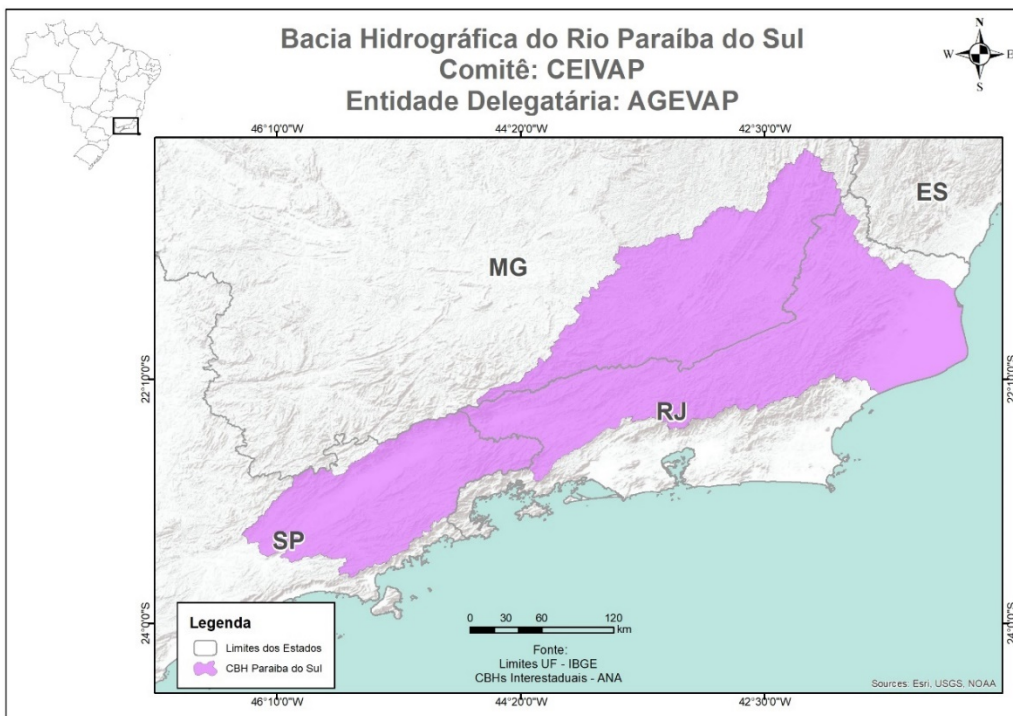 Bacia Hidrográfica do Rio Paraíba do Sul
Comitê: CEIVAP
Entidade Delegatária: AGEVAP
N
W
E
S
46°10'0"W
44°20'0"W
42°30'0"W
ES
MG
22°10'0"S
22°10'0"S
RJ
SP
24°0'0"S
24°0'0"S
Legenda
Limites dos Estados
CBH Paraiba do Sul
0 30 60 120
km
Fonte:
Limites UF - IBGE
CBHs Interestaduais - ANA
Sources: Esri, USGS, NOAA
46°10'0"W
44°20'0"W
42°30'0"W